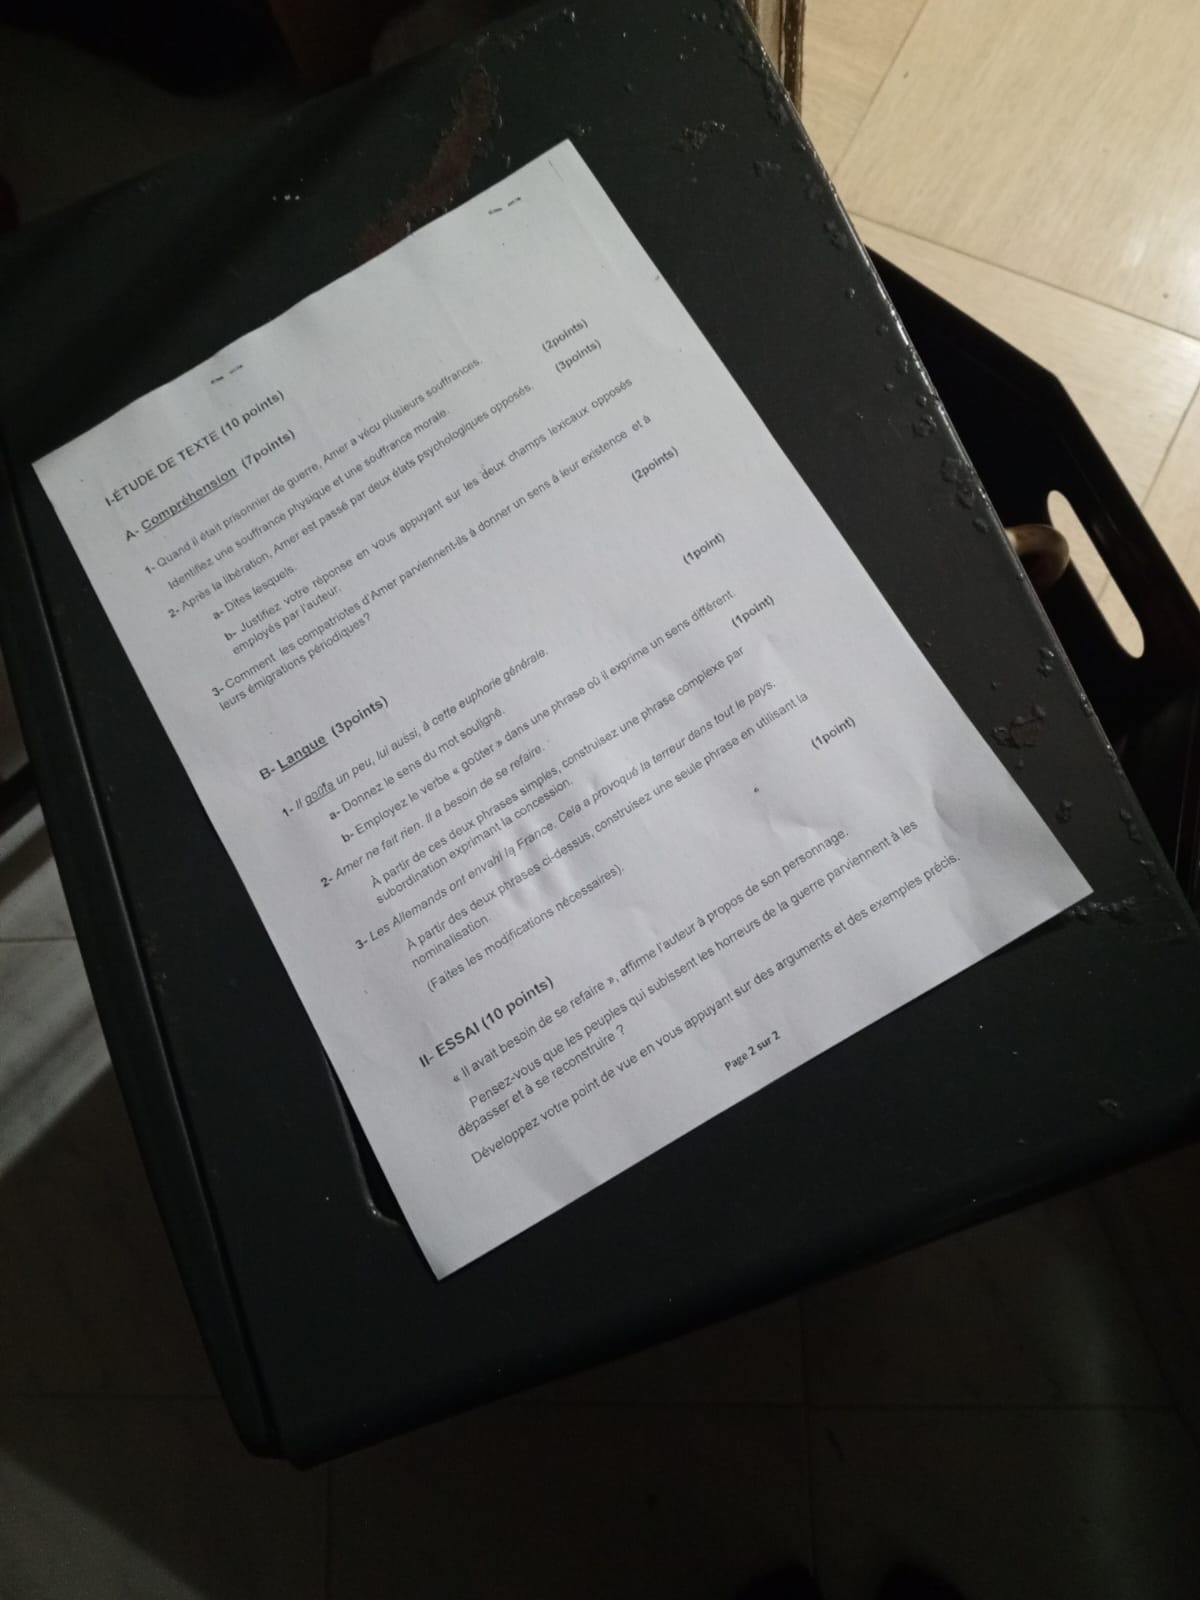 I-ÉTUDE DE TEXTE (10 points)
A- Compréhension (7points)
1- Quand il était prisonnier de guerre, Amer a vécu plusieurs souffrances.
Identifiez une souffrance physique et une souffrance morale. (2points)
2- Après la libération, Amer est passé par deux états psychologiques opposés. (3points)
a- Dites lesquels.
b- Justifiez votre réponse en vous appuyant sur les deux champs lexicaux opposés
employés par l'auteur.
3- Comment les compatriotes d'Amer parviennent-ils à donner un sens à leur existence et à
leurs émigrations périodiques? (2points)
B- Langue (3points)
1- Il goûta un peu, lui aussi, à cette euphorie générale.
a- Donnez le sens du mot souligné.
b- Employez le verbe « goûter » dans une phrase où il exprime un sens différent. (1point)
2- Amer ne fait rien. Il a besoin de se refaire.
À partir de ces deux phrases simples, construisez une phrase complexe par
subordination exprimant la concession. (1point)
3- Les Allemands ont envahi la France. Cela a provoqué la terreur dans tout le pays.
À partir des deux phrases ci-dessus, construisez une seule phrase en utilisant la
nominalisation.
(Faites les modifications nécessaires). (1point)
II- ESSAI (10 points)
« Il avait besoin de se refaire », affirme l'auteur à propos de son personnage.
Pensez-vous que les peuples qui subissent les horreurs de la guerre parviennent à les
dépasser et à se reconstruire ?
Développez votre point de vue en vous appuyant sur des arguments et des exemples précis.
Page 2 sur 2